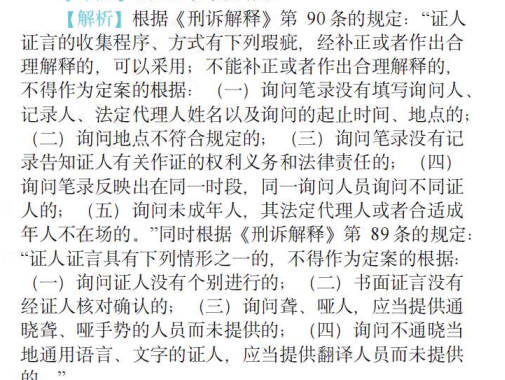 【解析】根据《刑诉解释》第 90 条的规定：“证人
证言的收集程序、方式有下列瑕疵，经补正或者作出合
理解释的，可以采用；不能补正或者作出合理解释的，
不得作为定案的根据：（一）询问笔录没有填写询问人、
记录人、法定代理人姓名以及询问的起止时间、地点的；
（二）询问地点不符合规定的；（三）询问笔录没有记
录告知证人有关作证的权利义务和法律责任的；（四）
询问笔录反映出在同一时段，同一询问人员询问不同证
人的；（五）询问未成年人，其法定代理人或者合适成
年人不在场的。”同时根据《刑诉解释》第 89 条的规定：
“证人证言具有下列情形之一的，不得作为定案的根据：
（一）询问证人没有个别进行的；（二）书面证言没有
经证人核对确认的；（三）询问聋、哑人，应当提供通
晓聋、哑手势的人员而未提供的；（四）询问不通晓当
地通用语言、文字的证人，应当提供翻译人员而未提供
的。”